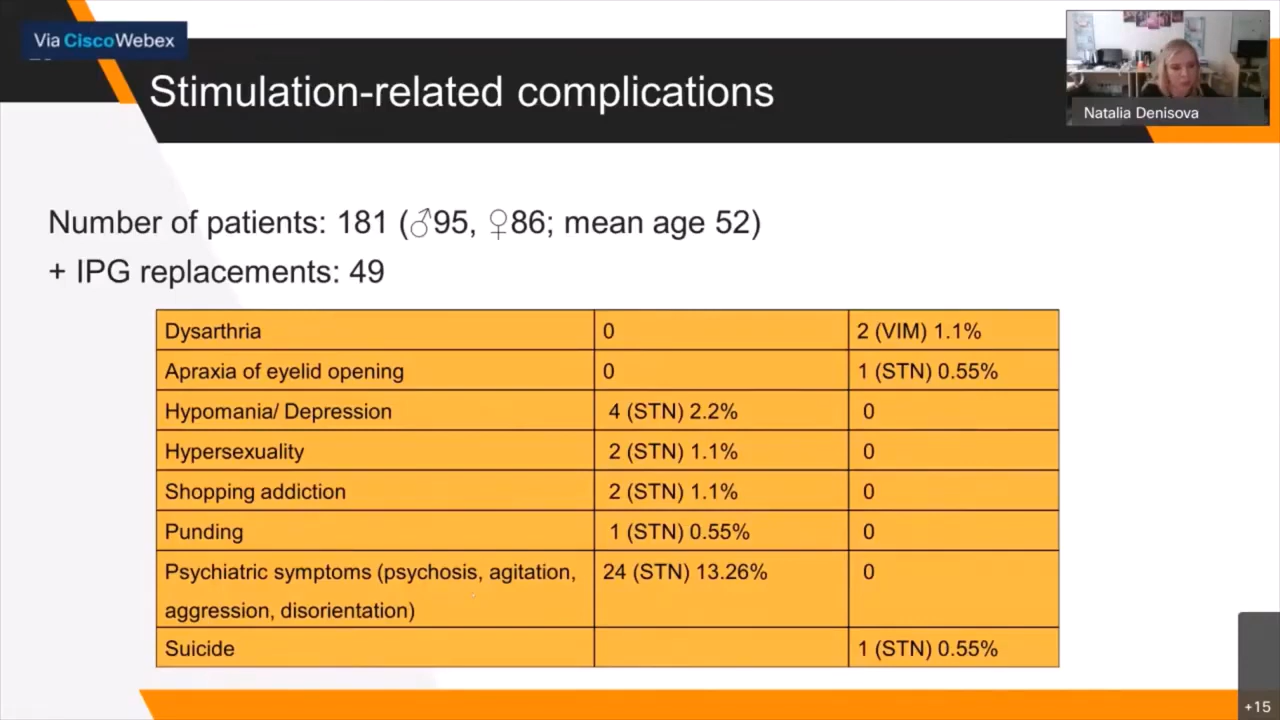 Via CiscoWebex
Stimulation-related complications
Natalia Denisova
Number of patients: 181 (♂95, ♀86; mean age 52)
+ IPG replacements: 49
Dysarthria 0 2 (VIM) 1.1%
Apraxia of eyelid opening 0 1 (STN) 0.55%
Hypomania/ Depression 4 (STN) 2.2% 0
Hypersexuality 2 (STN) 1.1% 0
Shopping addiction 2 (STN) 1.1% 0
Punding 1 (STN) 0.55% 0
Psychiatric symptoms (psychosis, agitation, 24 (STN) 13.26% 0
aggression, disorientation)
Suicide 1 (STN) 0.55%
+15